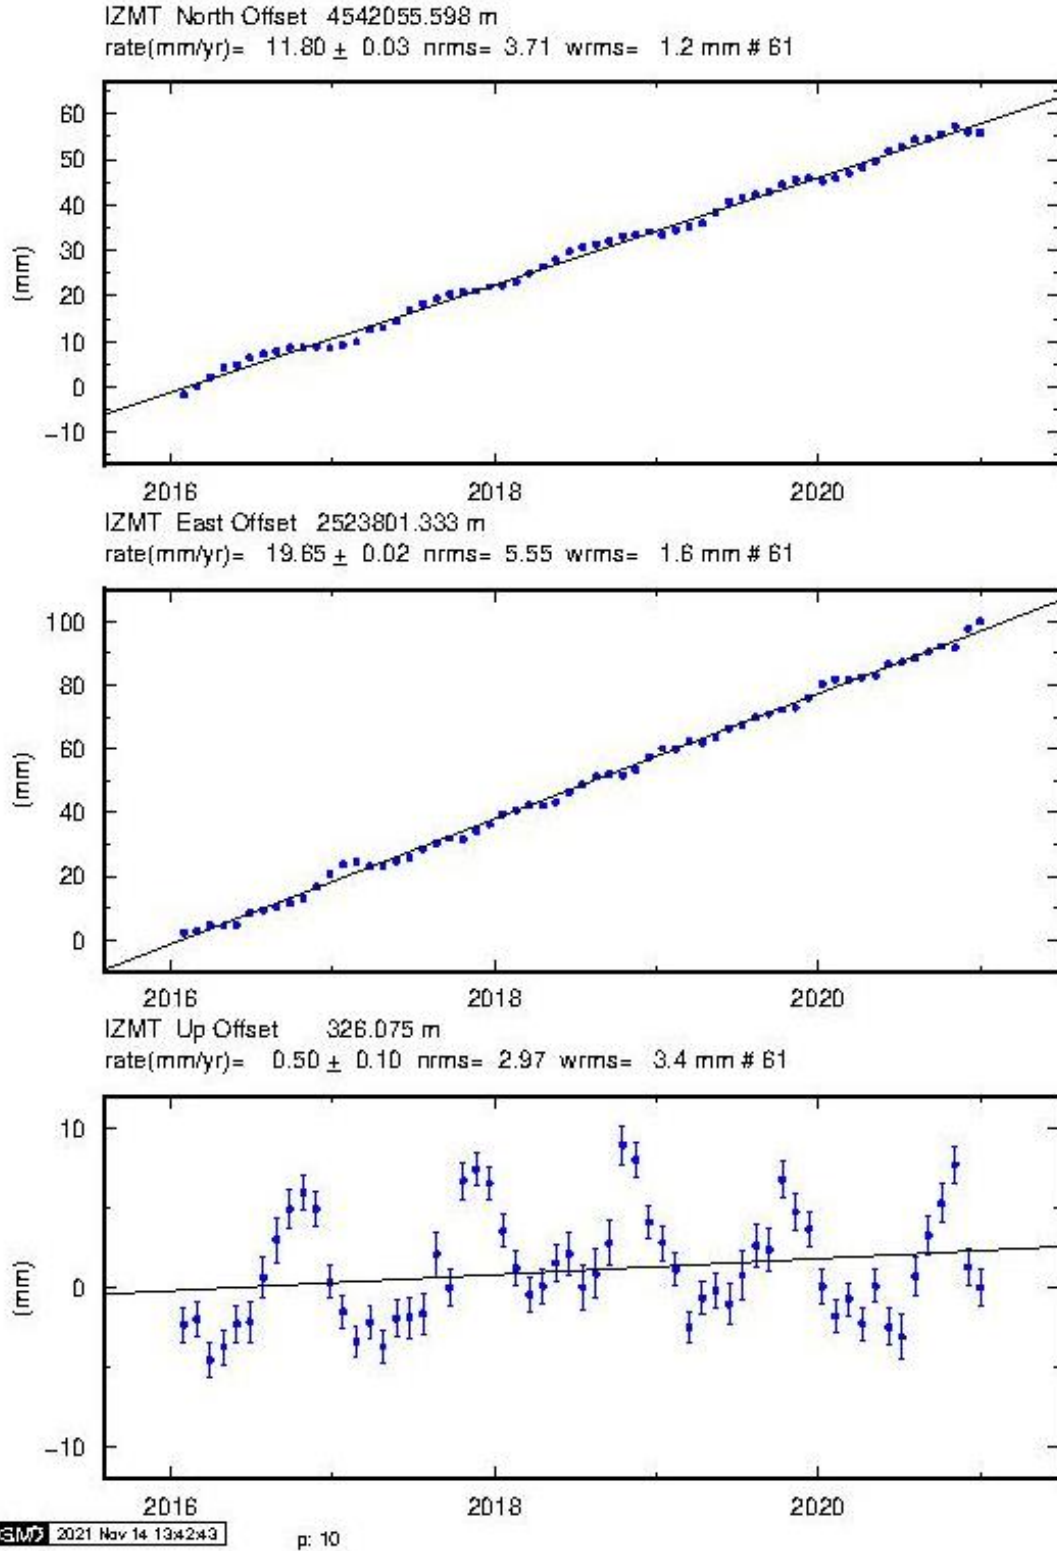 IZMT North Offset 4542055.598 m
rate(mm/yr)= 11.80 ± 0.03 nrms= 3.71 wrms= 1.2 mm # 61
60
50
40
30
20
10
0
−10
(mm)
2016 2018 2020
IZMT East Offset 2523801.333 m
rate(mm/yr)= 19.65 ± 0.02 nrms= 5.55 wrms= 1.6 mm # 61
100
80
60
40
20
0
(mm)
2016 2018 2020
IZMT Up Offset 326.075 m
rate(mm/yr)= 0.50 ± 0.10 nrms= 2.97 wrms= 3.4 mm # 61
10
0
−10
(mm)
2016 2018 2020
GMT 2021 Nov 14 13:42:43
p: 10